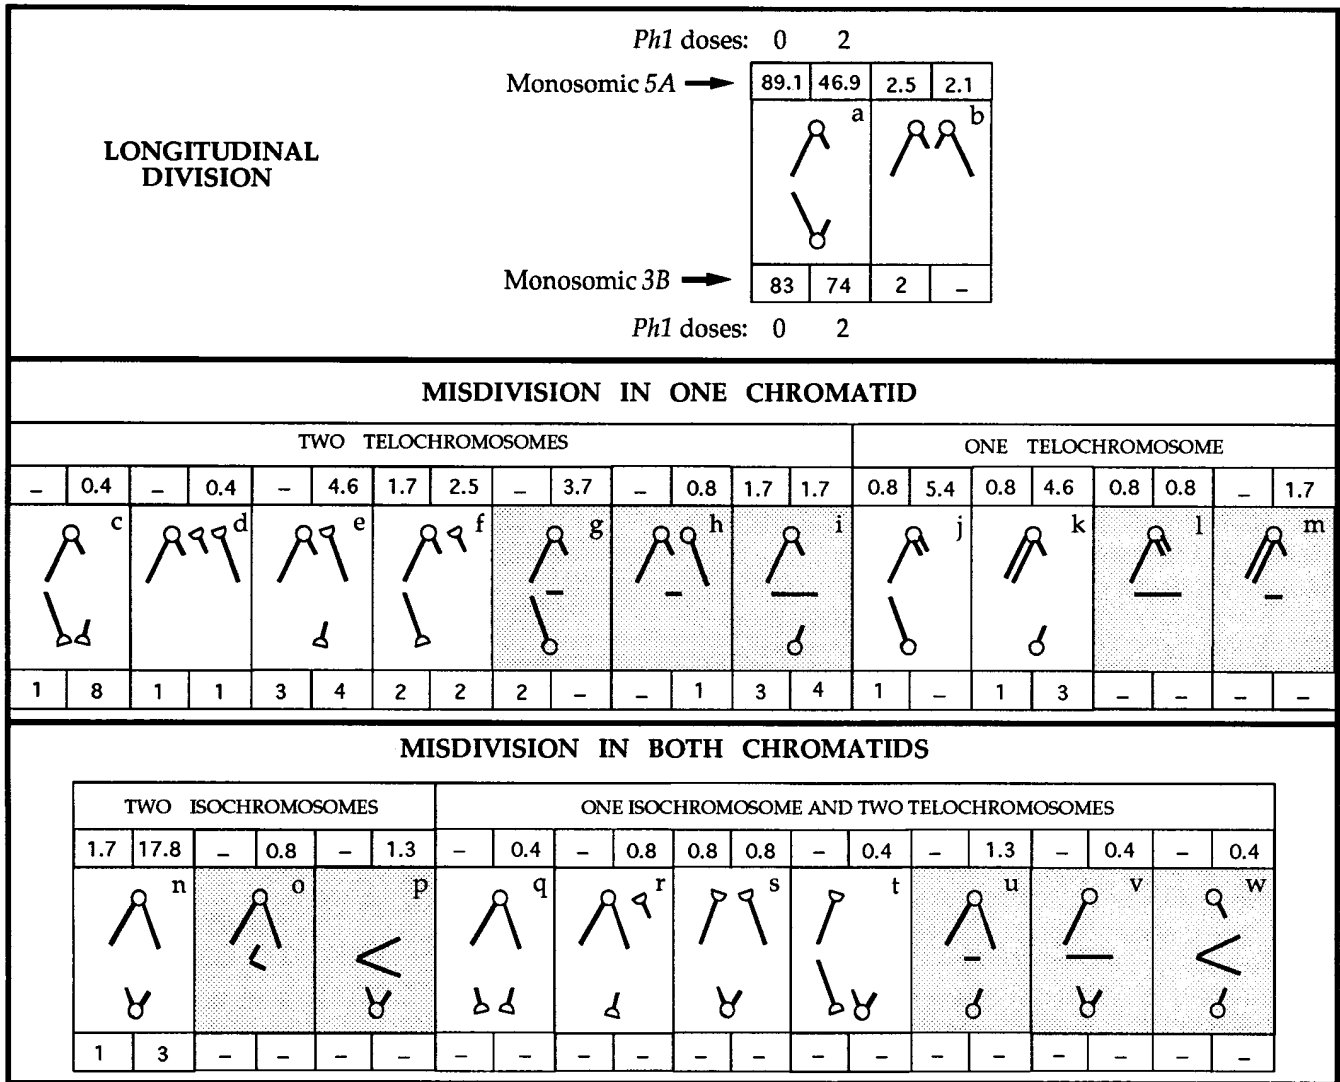 Ph1 doses: 0 2
Monosomic 5A 89.1 46.9 2.5 2.1
a b
LONGITUDINAL
DIVISION
Monosomic 3B 83 74 2 –
Ph1 doses: 0 2
MISDIVISION IN ONE CHROMATID
TWO TELOCHROMOSOMES ONE TELOCHROMOSOME
– 0.4 – 0.4 – 4.6 1.7 2.5 – 3.7 – 0.8 1.7 1.7 0.8 5.4 0.8 4.6 0.8 0.8 – 1.7
c d e f g h i j k l m
1 8 1 1 3 4 2 2 2 – – 1 3 4 1 – 1 3 – – – –
MISDIVISION IN BOTH CHROMATIDS
TWO ISOCHROMOSOMES ONE ISOCHROMOSOME AND TWO TELOCHROMOSOMES
1.7 17.8 – 0.8 – 1.3 – 0.4 – 0.8 0.8 0.8 – 0.4 – 1.3 – 0.4 – 0.4
n o p q r s t u v w
1 3 – – – – – – – – – – – – – – – – – –